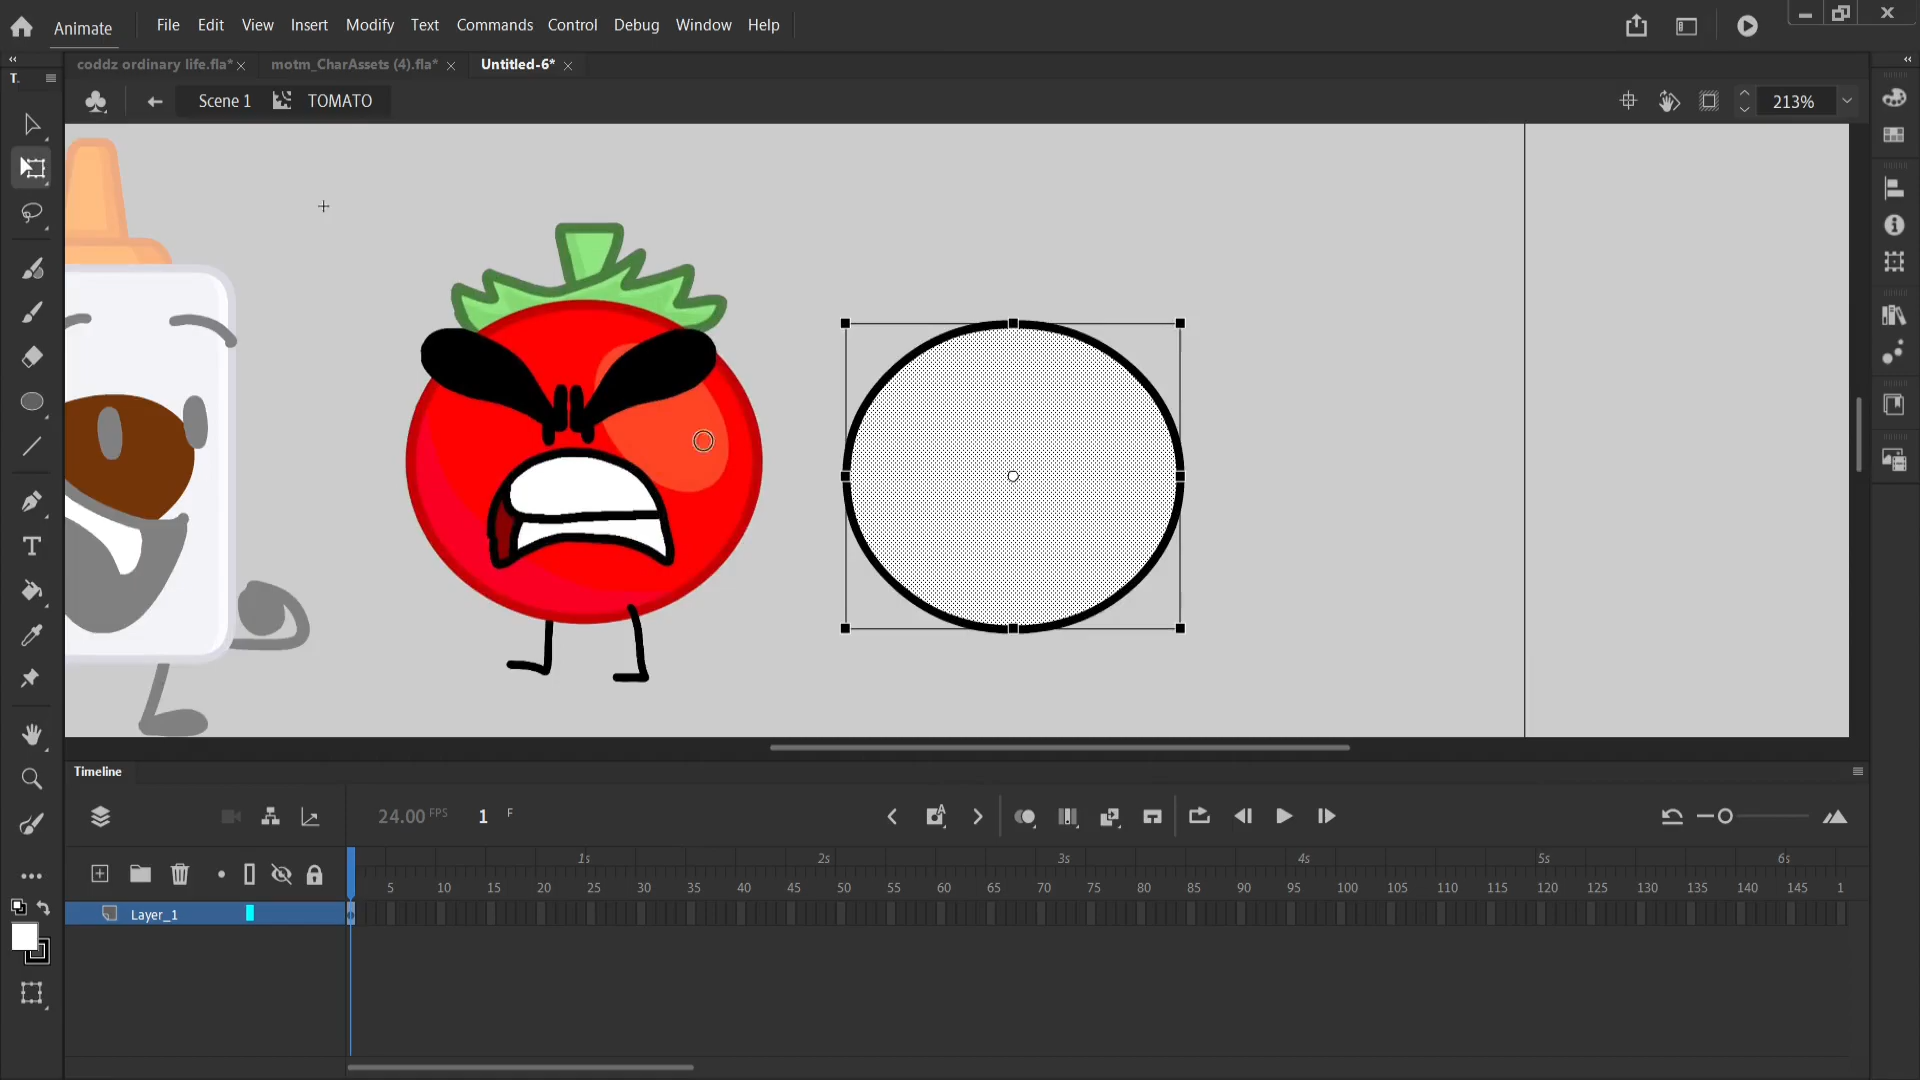 Animate File Edit View Insert Modify Text Commands Control Debug Window Help
coddz ordinary life.fla* motm_CharAssets (4).fla* Untitled-6*
T.
Scene 1 TOMATO 213%
Timeline
24.00 FPS 1 F
1s 2s 3s 4s 5s 6s
5 10 15 20 25 30 35 40 45 50 55 60 65 70 75 80 85 90 95 100 105 110 115 120 125 130 135 140 145 1
Layer_1